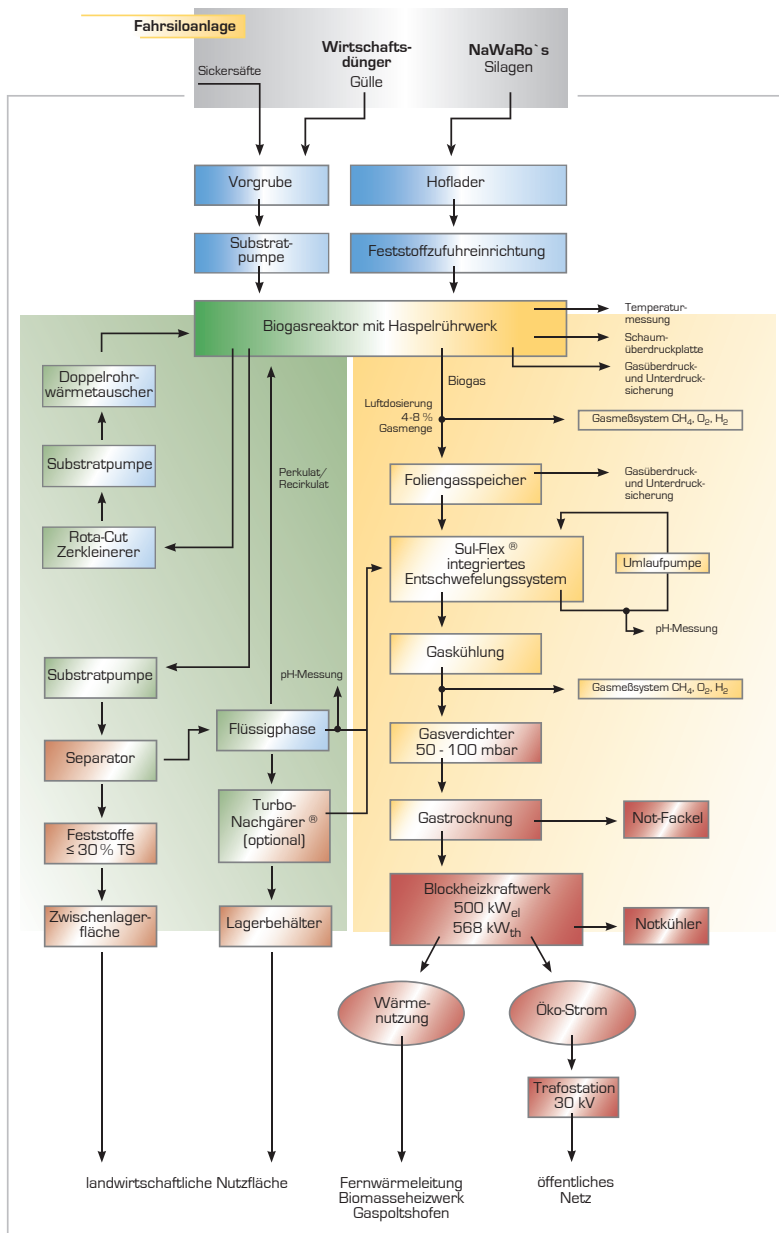 Fahrsiloanlage
Sickersäfte
Wirtschafts-
dünger
Gülle
NaWaRo`s
Silagen
Vorgrube
Hoflader
Substrat-
pumpe
Feststoffzufuhreinrichtung
Biogasreaktor mit Haspelrührwerk
Temperatur-
messung
Schaum-
überdruckplatte
Gasüberdruck-
und Unterdruck-
sicherung
Doppelrohr-
wärmetauscher
Substratpumpe
Rota-Cut
Zerkleinerer
Perkulat/
Recirkulat
Biogas
Luftdosierung
4-8 %
Gasmenge
Gasmeßsystem CH₄, O₂, H₂
Foliengasspeicher
Gasüberdruck-
und Unterdruck-
sicherung
Sul-Flex ®
integriertes
Entschwefelungssystem
Umlaufpumpe
pH-Messung
Substratpumpe
pH-Messung
Gaskühlung
Gasmeßsystem CH₄, O₂, H₂
Separator
Flüssigphase
Gasverdichter
50 - 100 mbar
Feststoffe
≤ 30 % TS
Turbo-
Nachgärer ®
(optional)
Gastrocknung
Not-Fackel
Zwischenlager-
fläche
Lagerbehälter
Blockheizkraftwerk
500 kWel
568 kWth
Notkühler
Wärme-
nutzung
Öko-Strom
Trafostation
30 kV
landwirtschaftliche Nutzfläche
Fernwärmeleitung
Biomasseheizwerk
Gaspoltshofen
öffentliches
Netz